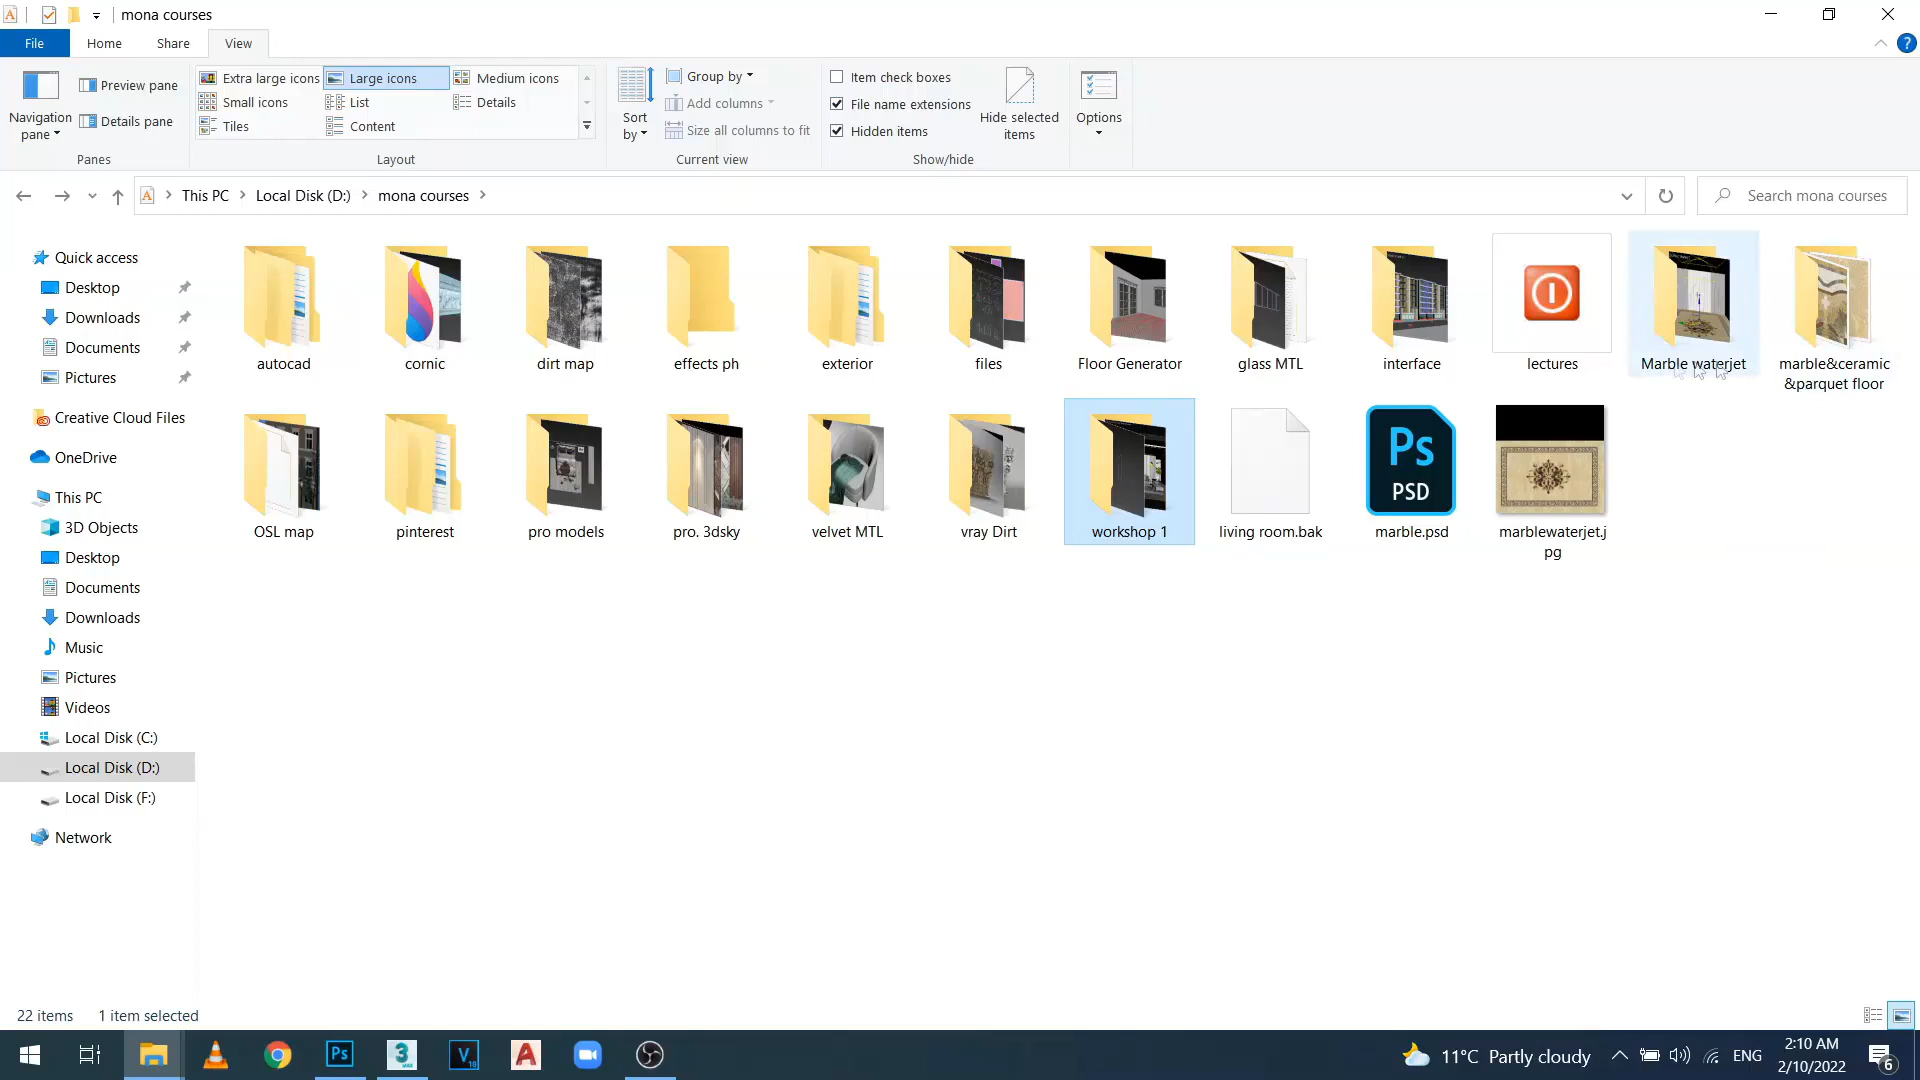 mona courses
File Home Share View
Navigation pane
Preview pane
Details pane
Panes
Extra large icons Large icons Medium icons
Small icons List Details
Tiles Content
Layout
Sort by
Group by
Add columns
Size all columns to fit
Current view
Item check boxes
File name extensions
Hidden items
Hide selected items
Show/hide
Options
This PC Local Disk (D:) mona courses
Search mona courses
Quick access
Desktop
Downloads
Documents
Pictures
Creative Cloud Files
OneDrive
This PC
3D Objects
Desktop
Documents
Downloads
Music
Pictures
Videos
Local Disk (C:)
Local Disk (D:)
Local Disk (F:)
Network
autocad cornic dirt map effects ph exterior files Floor Generator glass MTL interface lectures Marble waterjet marble&ceramic
&parquet floor
Ps
PSD
OSL map pinterest pro models pro. 3dsky velvet MTL vray Dirt workshop 1 living room.bak marble.psd marblewaterjet.j
pg
22 items 1 item selected
Ps 3 V A
11°C Partly cloudy ENG 2:10 AM
2/10/2022
6